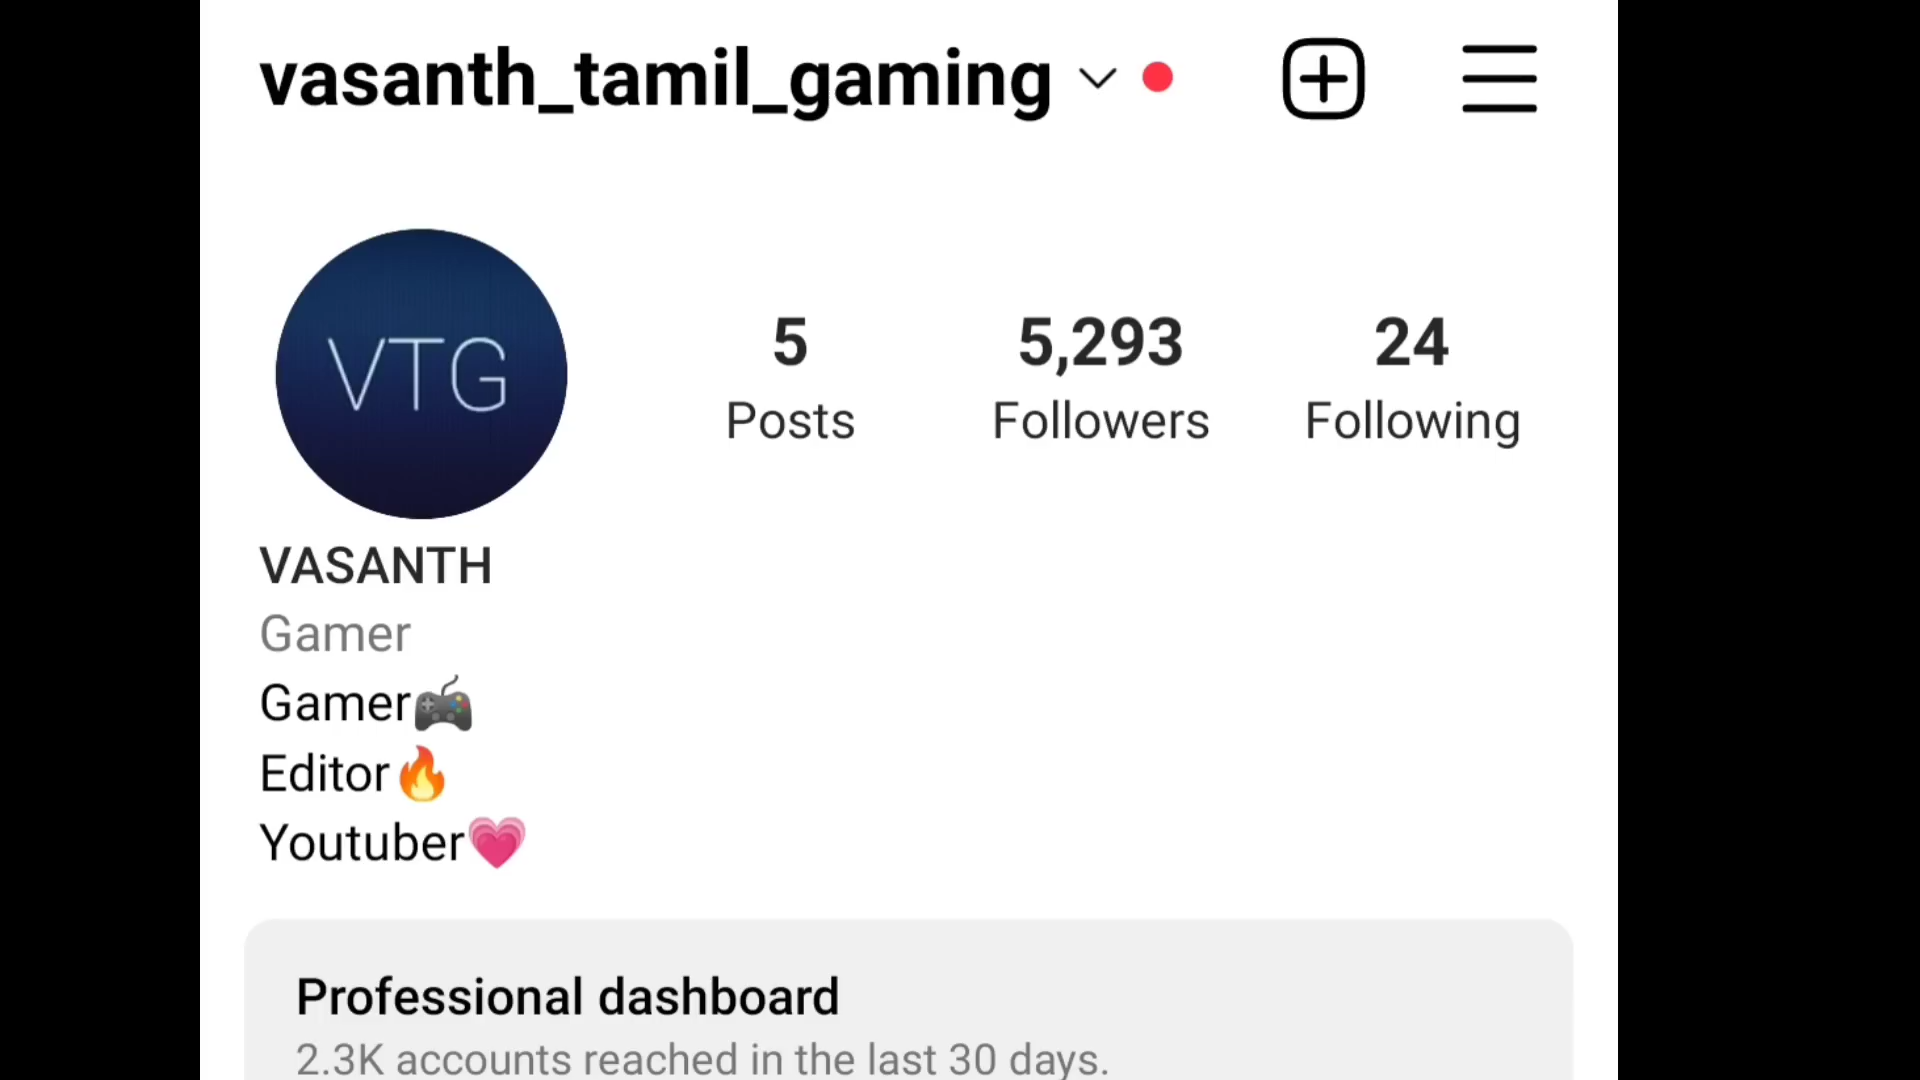 vasanth_tamil_gaming
VTG
5 5,293 24
Posts Followers Following
VASANTH
Gamer
Gamer🎮
Editor🔥
Youtuber💗
Professional dashboard
2.3K accounts reached in the last 30 days.